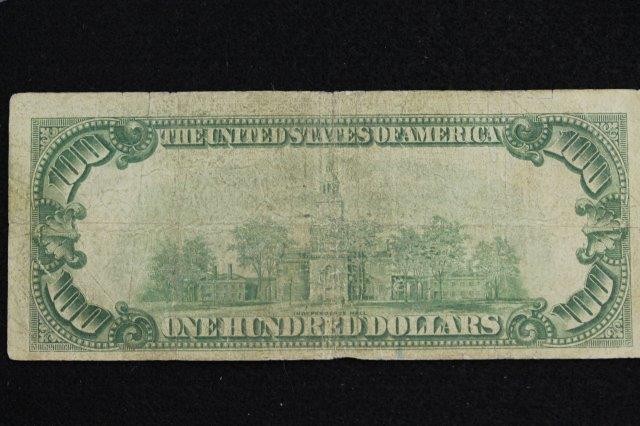 THE UNITED STATES OF AMERICA
100 100
INDEPENDENCE HALL
100 ONE HUNDRED DOLLARS 100